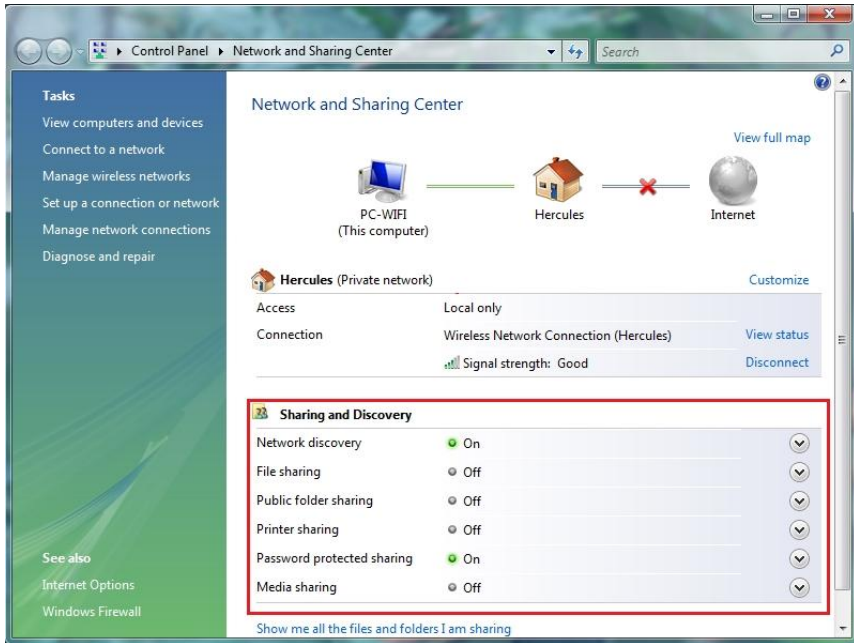 Control Panel Network and Sharing Center
Search
Tasks
View computers and devices
Connect to a network
Manage wireless networks
Set up a connection or network
Manage network connections
Diagnose and repair
See also
Internet Options
Windows Firewall
Network and Sharing Center
View full map
PC-WIFI
(This computer)
Hercules
Internet
Hercules (Private network)
Customize
Access Local only
Connection Wireless Network Connection (Hercules) View status
Signal strength: Good Disconnect
Sharing and Discovery
Network discovery On
File sharing Off
Public folder sharing Off
Printer sharing Off
Password protected sharing On
Media sharing Off
Show me all the files and folders I am sharing